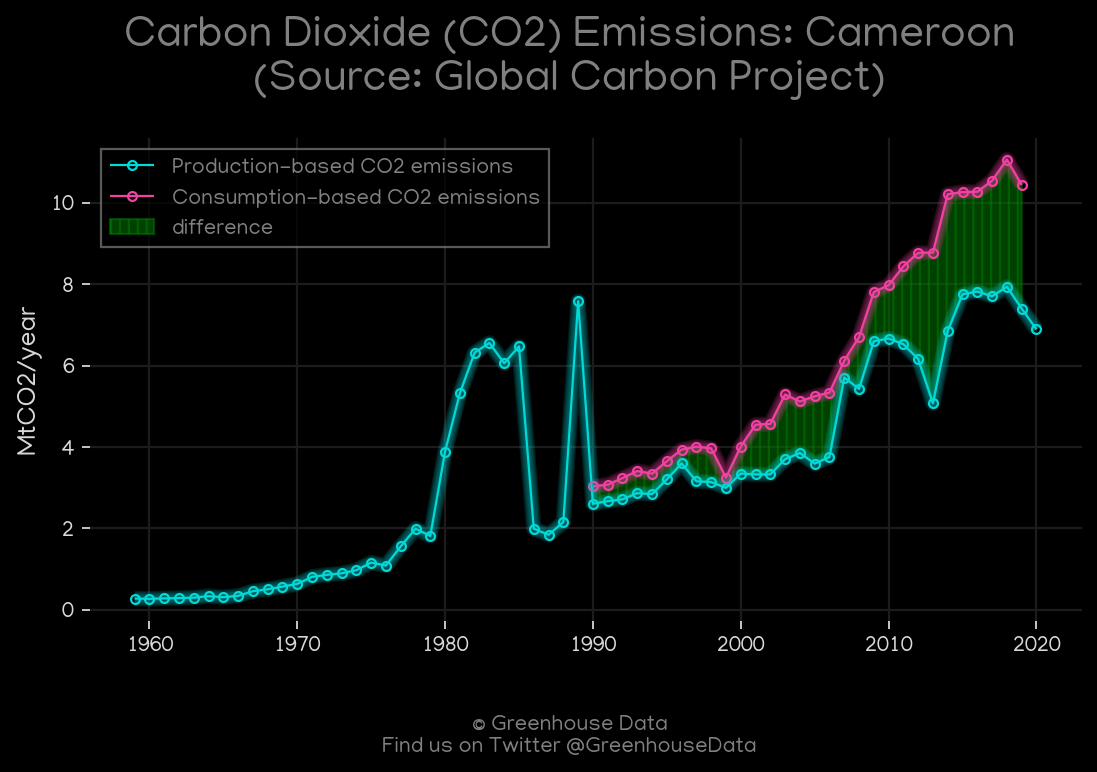 Carbon Dioxide (CO2) Emissions: Cameroon
(Source: Global Carbon Project)
Production-based CO2 emissions
Consumption-based CO2 emissions
difference
MtCO2/year
10
8
6
4
2
0
1960 1970 1980 1990 2000 2010 2020
© Greenhouse Data
Find us on Twitter @GreenhouseData